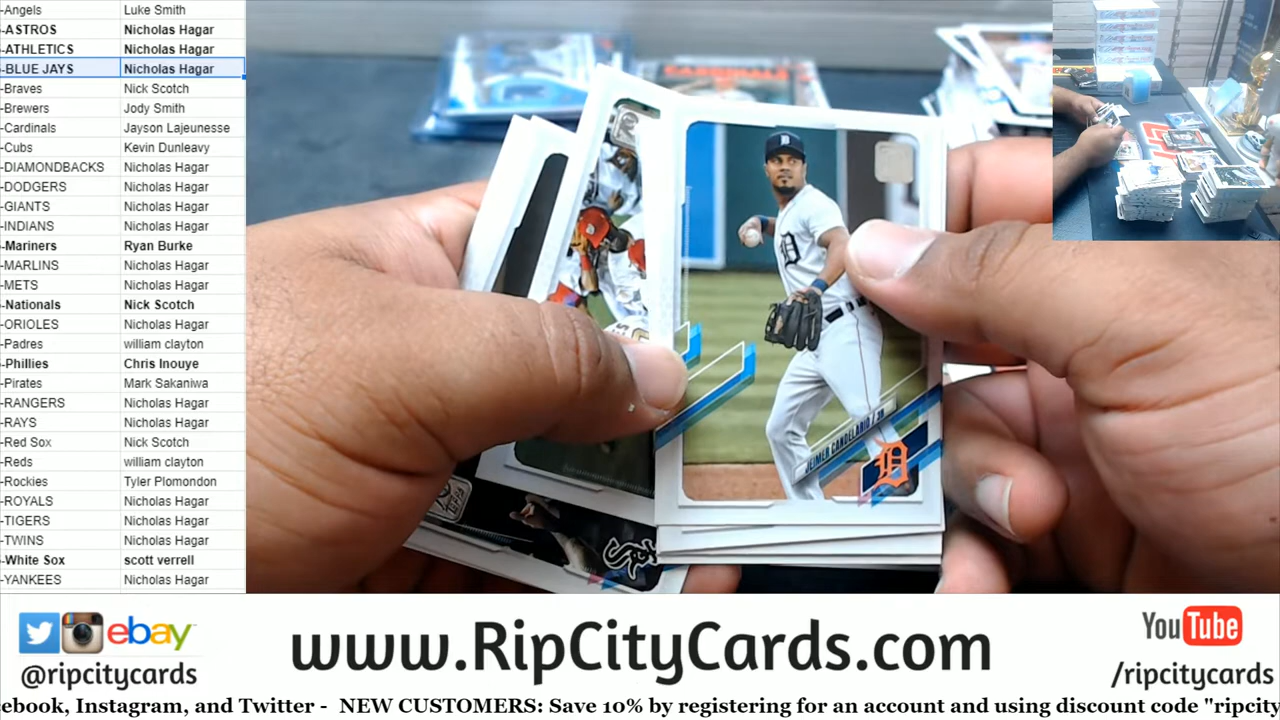 -Angels Luke Smith
-ASTROS Nicholas Hagar
-ATHLETICS Nicholas Hagar
-BLUE JAYS Nicholas Hagar
-Braves Nick Scotch
-Brewers Jody Smith
-Cardinals Jayson Lajeunesse
-Cubs Kevin Dunleavy
-DIAMONDBACKS Nicholas Hagar
-DODGERS Nicholas Hagar
-GIANTS Nicholas Hagar
-INDIANS Nicholas Hagar
-Mariners Ryan Burke
-MARLINS Nicholas Hagar
-METS Nicholas Hagar
-Nationals Nick Scotch
-ORIOLES Nicholas Hagar
-Padres william clayton
-Phillies Chris Inouye
-Pirates Mark Sakaniwa
-RANGERS Nicholas Hagar
-RAYS Nicholas Hagar
-Red Sox Nick Scotch
-Reds william clayton
-Rockies Tyler Plomondon
-ROYALS Nicholas Hagar
-TIGERS Nicholas Hagar
-TWINS Nicholas Hagar
-White Sox scott verrell
-YANKEES Nicholas Hagar
CARDINALS
JEIMER CANDELARIO / 3B
D
D
SOX
ebay
@ripcitycards
www.RipCityCards.com
YouTube
/ripcitycards
cebook, Instagram, and Twitter - NEW CUSTOMERS: Save 10% by registering for an account and using discount code "ripcity